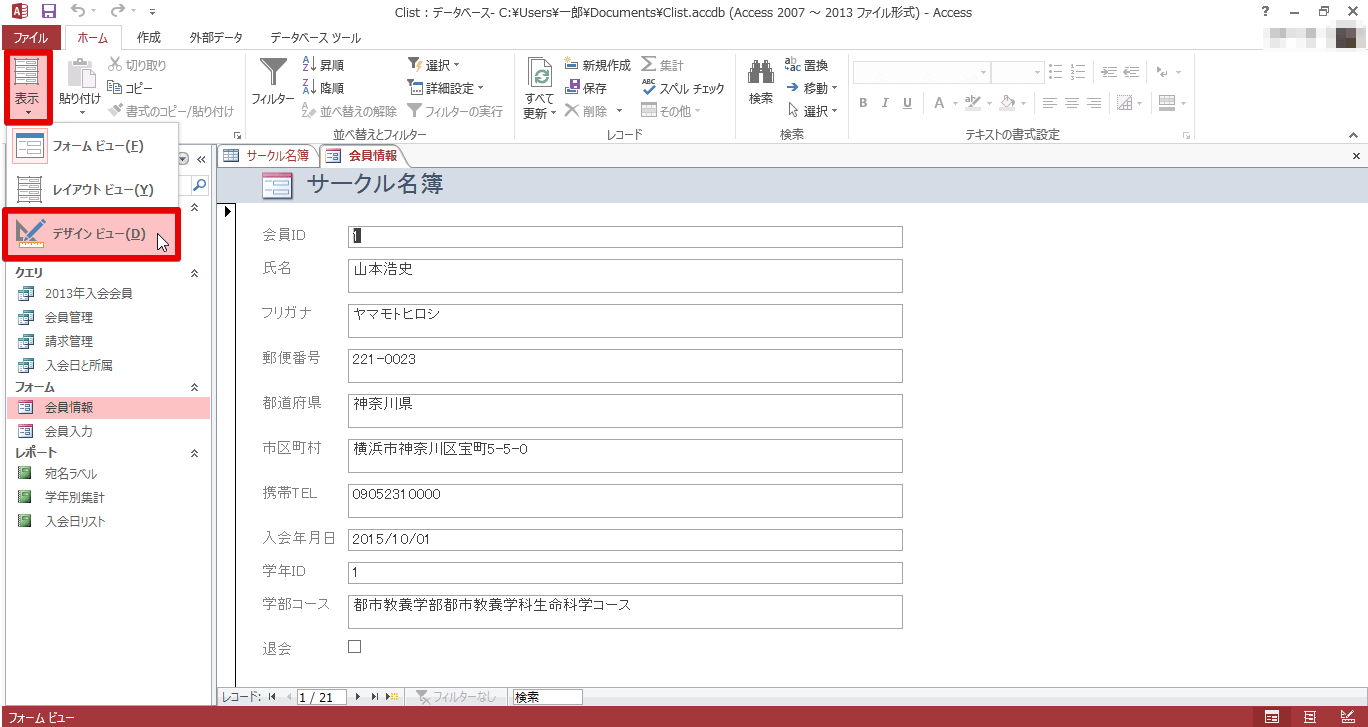 Clist : データベース- C:¥Users¥一郎¥Documents¥Clist.accdb (Access 2007 ～ 2013 ファイル形式) - Access
ファイル ホーム 作成 外部データ データベース ツール
表示
貼り付け
切り取り
コピー
書式のコピー/貼り付け
フィルター
昇順
降順
並べ替えの解除
選択
詳細設定
フィルターの実行
並べ替えとフィルター
すべて
更新
新規作成
保存
削除
集計
スペル チェック
その他
レコード
検索
置換
移動
選択
検索
B I U A
テキストの書式設定
フォーム ビュー(F)
レイアウト ビュー(Y)
デザイン ビュー(D)
クエリ
2013年入会会員
会員管理
請求管理
入会日と所属
フォーム
会員情報
会員入力
レポート
宛名ラベル
学年別集計
入会日リスト
サークル名簿 会員情報
サークル名簿
会員ID 1
氏名 山本浩史
フリガナ ヤマモトヒロシ
郵便番号 221-0023
都道府県 神奈川県
市区町村 横浜市神奈川区宝町5-5-0
携帯TEL 09052310000
入会年月日 2015/10/01
学年ID 1
学部コース 都市教養学部都市教養学科生命科学コース
退会
レコード: 1 / 21 フィルターなし 検索
フォーム ビュー